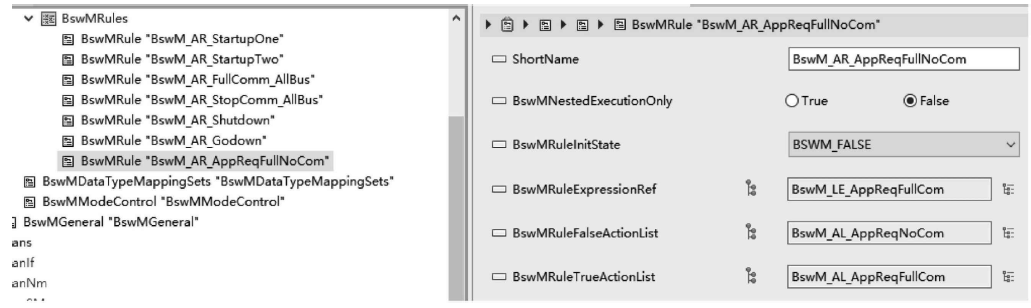 BswMRules
BswMRule "BswM_AR_StartupOne"
BswMRule "BswM_AR_StartupTwo"
BswMRule "BswM_AR_FullComm_AllBus"
BswMRule "BswM_AR_StopComm_AllBus"
BswMRule "BswM_AR_Shutdown"
BswMRule "BswM_AR_Godown"
BswMRule "BswM_AR_AppReqFullNoCom"
BswMDataTypeMappingSets "BswMDataTypeMappingSets"
BswMModeControl "BswMModeControl"
BswMGeneral "BswMGeneral"
ans
anIf
anNm
BswMRule "BswM_AR_AppReqFullNoCom"
ShortName BswM_AR_AppReqFullNoCom
BswMNestedExecutionOnly True False
BswMRuleInitState BSWM_FALSE
BswMRuleExpressionRef BswM_LE_AppReqFullCom
BswMRuleFalseActionList BswM_AL_AppReqNoCom
BswMRuleTrueActionList BswM_AL_AppReqFullCom